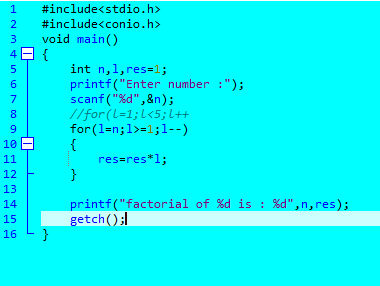 1 #include<stdio.h>
2 #include<conio.h>
3 void main()
4 {
5 int n,l,res=1;
6 printf("Enter number :");
7 scanf("%d",&n);
8 //for(l=1;l<5;l++
9 for(l=n;l>=1;l--)
10 {
11 res=res*l;
12 }
13
14 printf("factorial of %d is : %d",n,res);
15 getch();
16 }